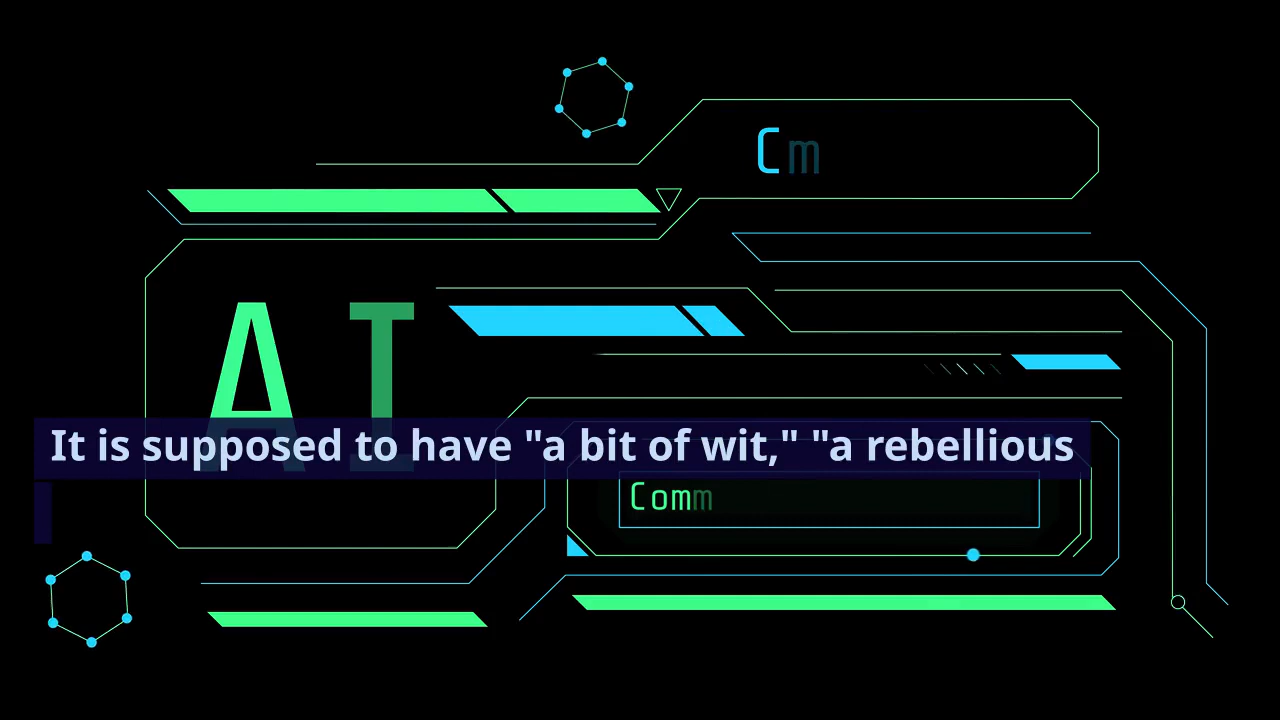 Cm
AI
It is supposed to have "a bit of wit," "a rebellious
Comm